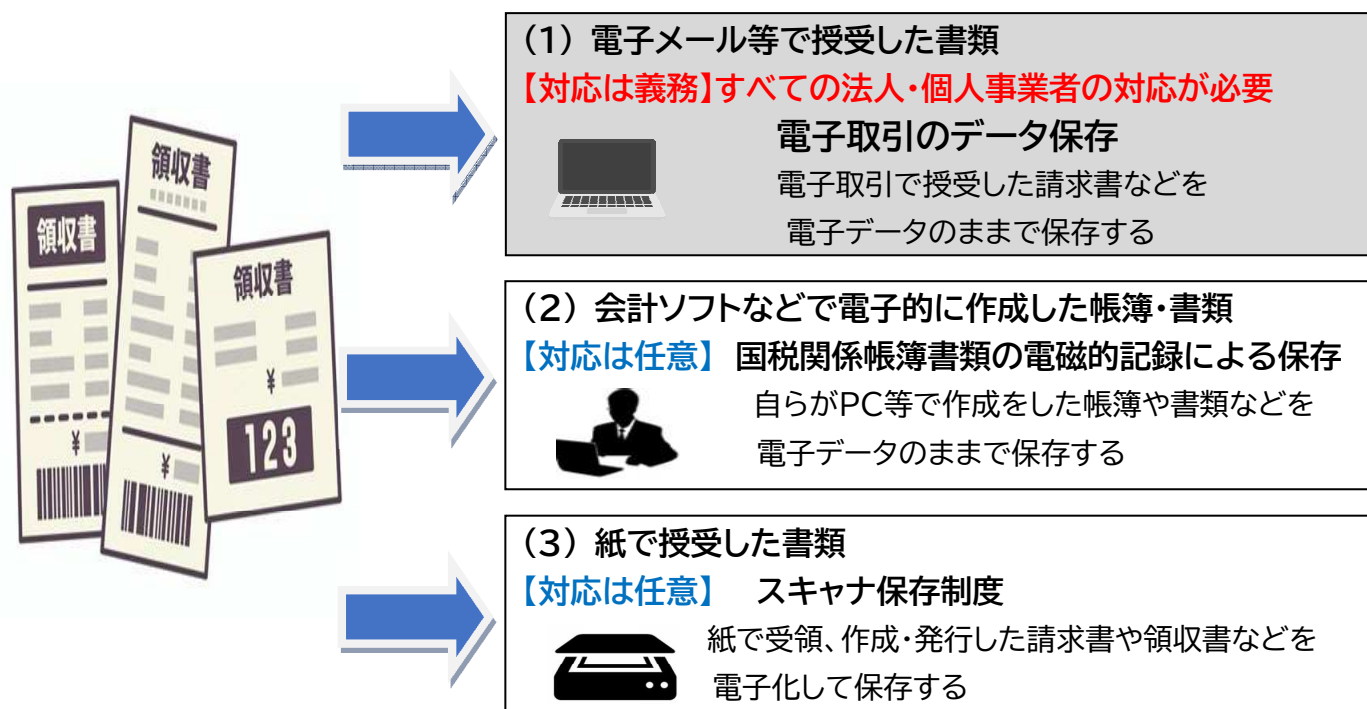 領収書
領収書
領収書
¥
¥
¥
123
(1) 電子メール等で授受した書類
【対応は義務】すべての法人・個人事業者の対応が必要
電子取引のデータ保存
電子取引で授受した請求書などを
電子データのままで保存する
(2) 会計ソフトなどで電子的に作成した帳簿・書類
【対応は任意】 国税関係帳簿書類の電磁的記録による保存
自らがPC等で作成をした帳簿や書類などを
電子データのままで保存する
(3) 紙で授受した書類
【対応は任意】 スキャナ保存制度
紙で受領、作成・発行した請求書や領収書などを
電子化して保存する